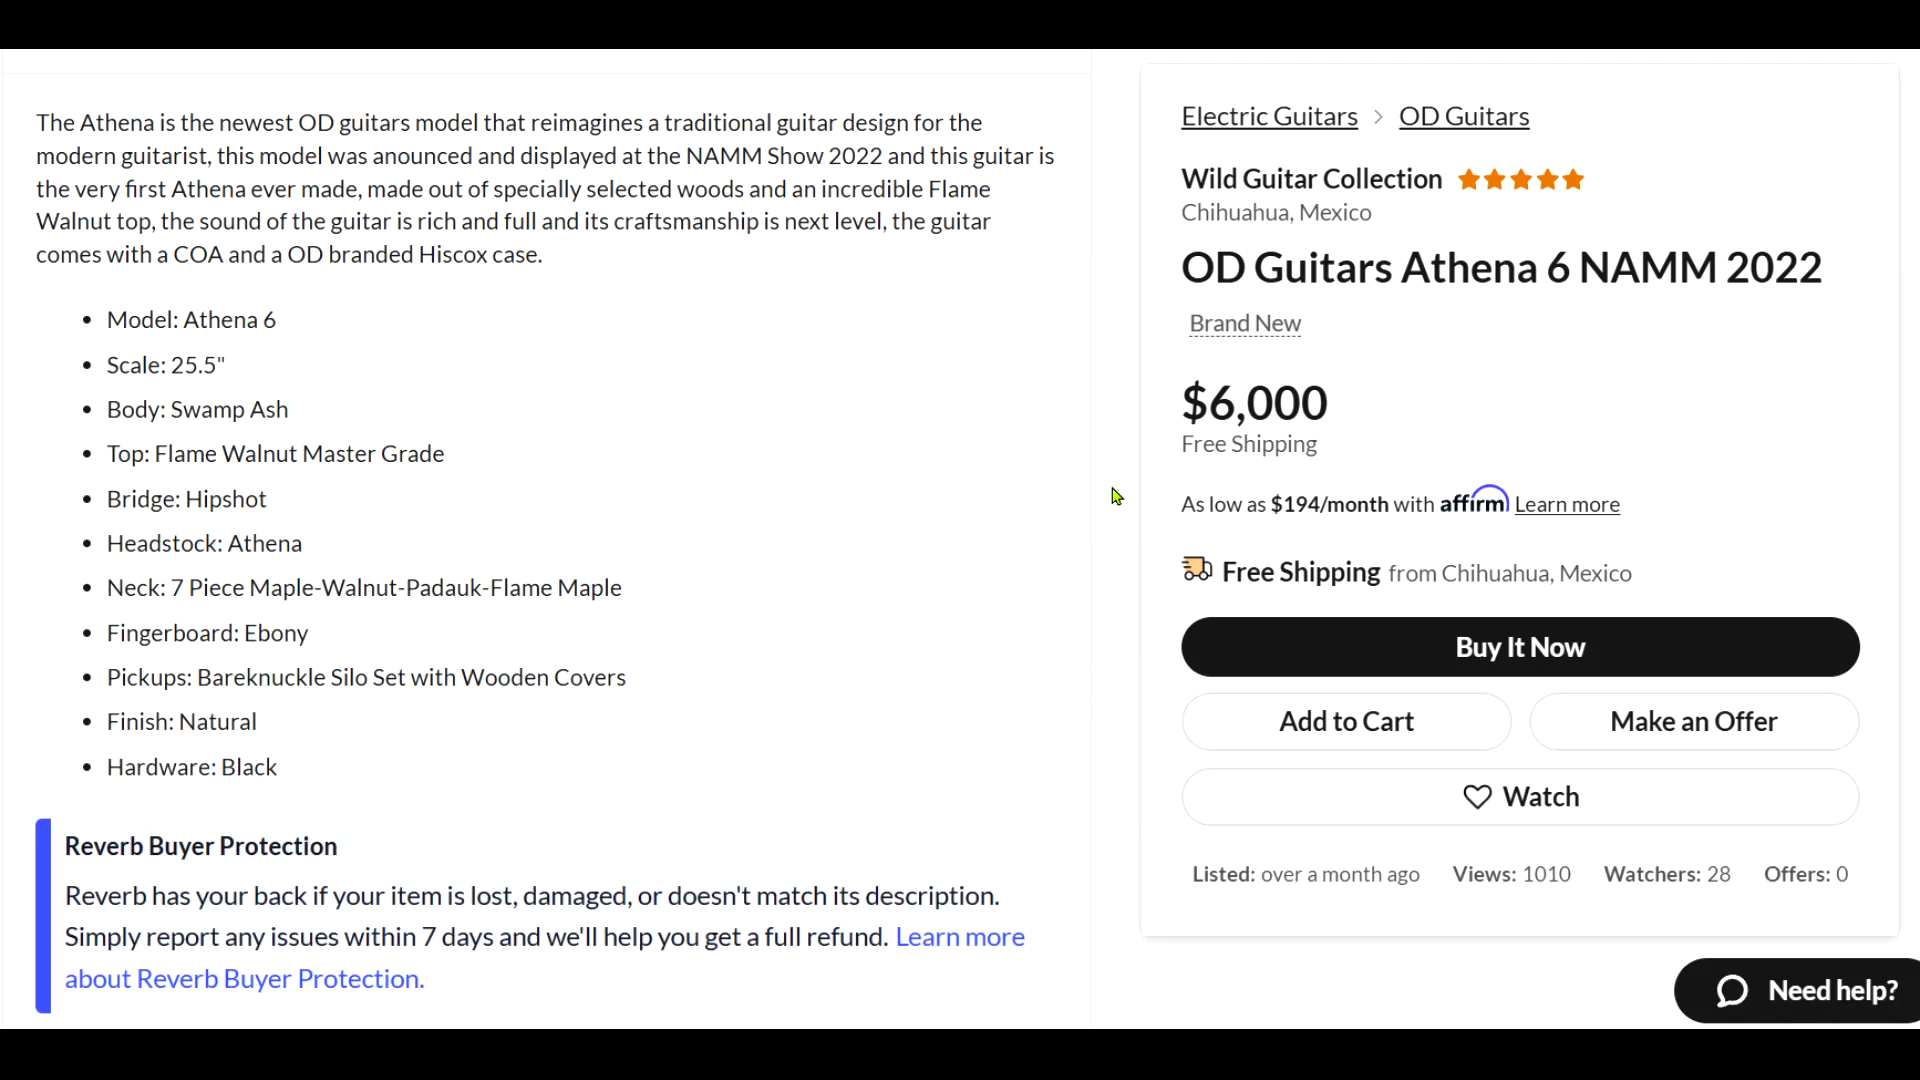 The Athena is the newest OD guitars model that reimagines a traditional guitar design for the
modern guitarist, this model was anounced and displayed at the NAMM Show 2022 and this guitar is
the very first Athena ever made, made out of specially selected woods and an incredible Flame
Walnut top, the sound of the guitar is rich and full and its craftsmanship is next level, the guitar
comes with a COA and a OD branded Hiscox case.
• Model: Athena 6
• Scale: 25.5"
• Body: Swamp Ash
• Top: Flame Walnut Master Grade
• Bridge: Hipshot
• Headstock: Athena
• Neck: 7 Piece Maple-Walnut-Padauk-Flame Maple
• Fingerboard: Ebony
• Pickups: Bareknuckle Silo Set with Wooden Covers
• Finish: Natural
• Hardware: Black
Reverb Buyer Protection
Reverb has your back if your item is lost, damaged, or doesn't match its description.
Simply report any issues within 7 days and we'll help you get a full refund. Learn more
about Reverb Buyer Protection.
Electric Guitars > OD Guitars
Wild Guitar Collection
Chihuahua, Mexico
OD Guitars Athena 6 NAMM 2022
Brand New
$6,000
Free Shipping
As low as $194/month with affirm Learn more
Free Shipping from Chihuahua, Mexico
Buy It Now
Add to Cart
Make an Offer
Watch
Listed: over a month ago Views: 1010 Watchers: 28 Offers: 0
Need help?